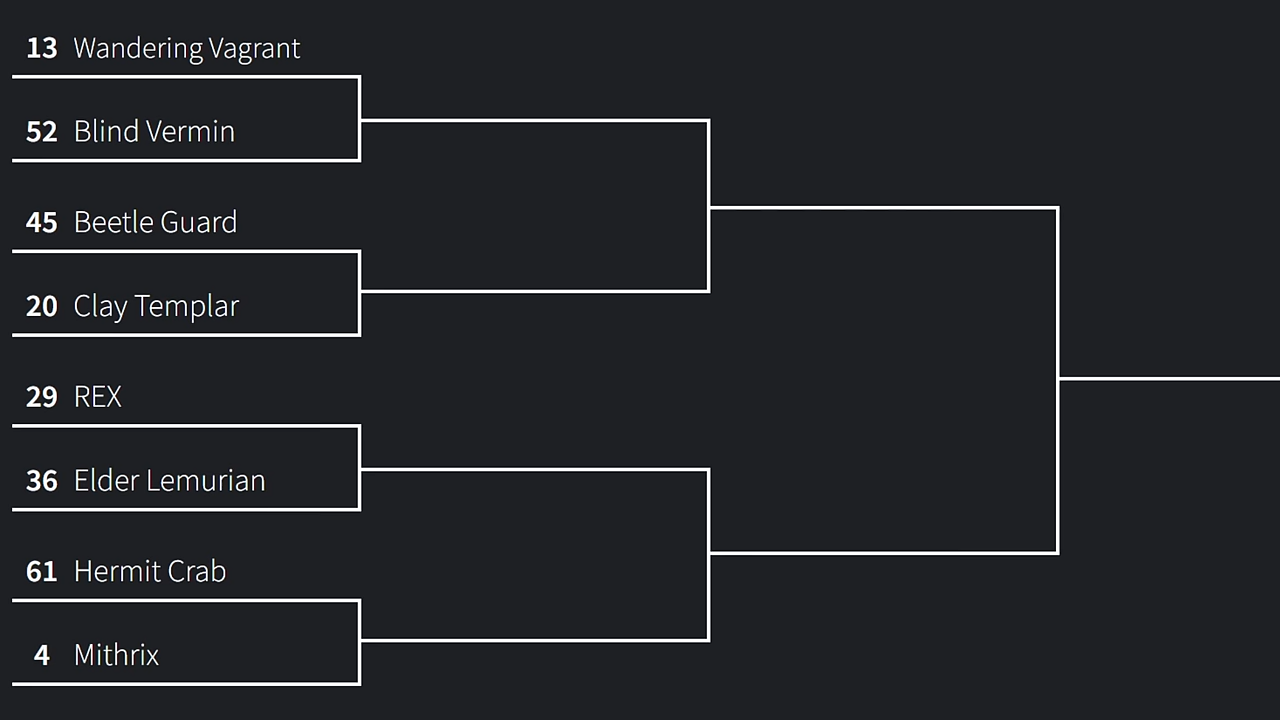 13 Wandering Vagrant
52 Blind Vermin
45 Beetle Guard
20 Clay Templar
29 REX
36 Elder Lemurian
61 Hermit Crab
4 Mithrix